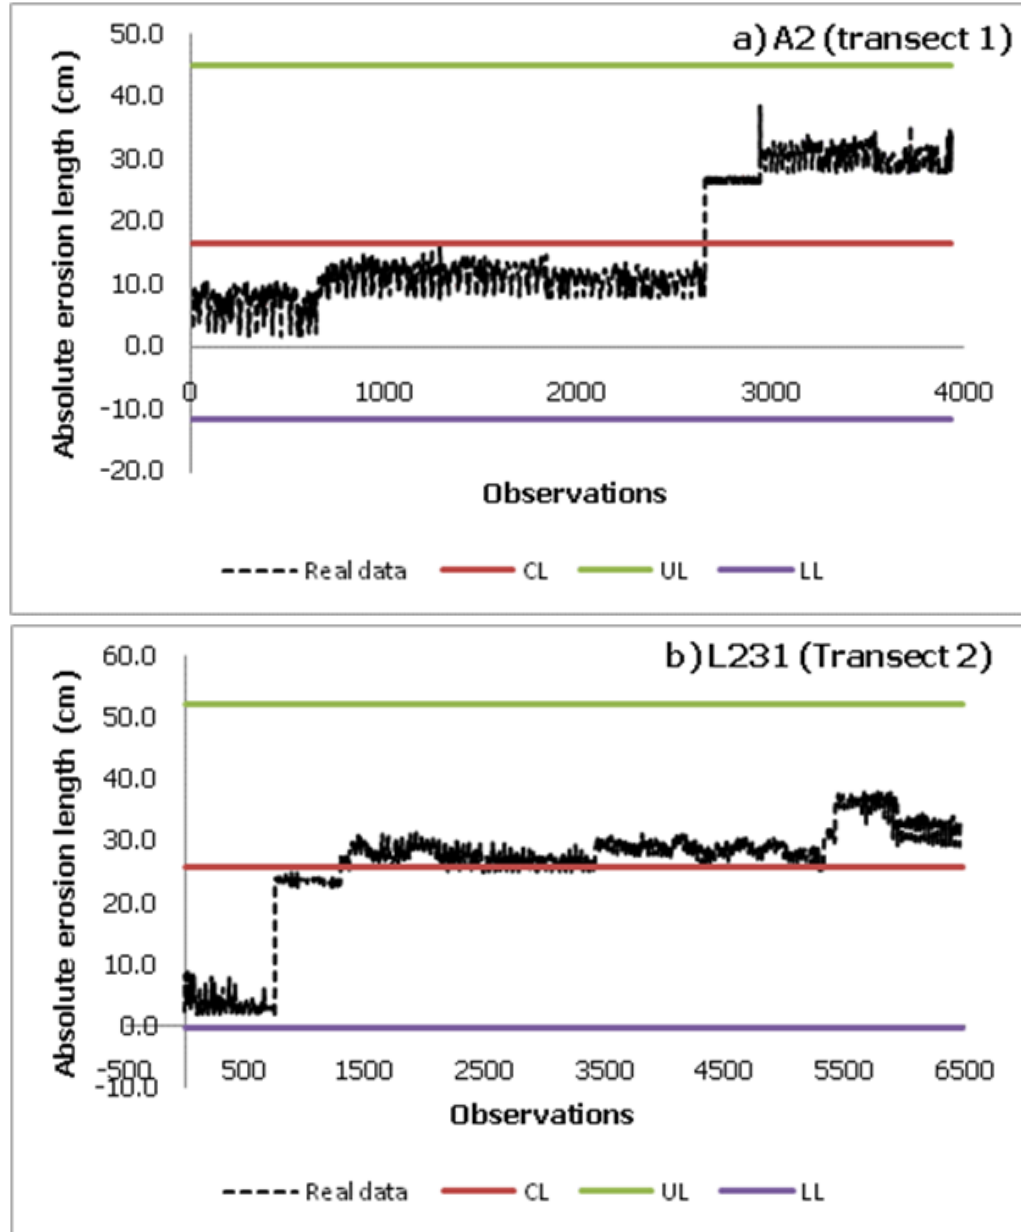 a) A2 (transect 1)
Absolute erosion length (cm)
50.0
40.0
30.0
20.0
10.0
0.0
-10.0
-20.0
0 1000 2000 3000 4000
Observations
Real data CL UL LL
b) L231 (Transect 2)
Absolute erosion length (cm)
60.0
50.0
40.0
30.0
20.0
10.0
0.0
-10.0
-500 500 1500 2500 3500 4500 5500 6500
Observations
Real data CL UL LL